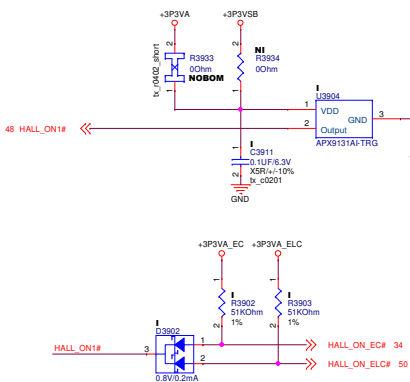 +3P3VA
+3P3VSB
tx_r0402_short
2
R3933
0Ohm
NOBOM
1
2
NI
R3934
0Ohm
1
I
U3904
1
VDD
GND
3
48 HALL_ON1#
2
Output
APX9131AI-TRG
1
I
C3911
0.1UF/6.3V
X5R/+/-10%
2
tx_c0201
GND
+3P3VA_EC
+3P3VA_ELC
1
I
R3902
51KOhm
1%
2
1
I
R3903
51KOhm
1%
2
I
D3902
HALL_ON1#
3
1
HALL_ON_EC# 34
2
HALL_ON_ELC# 50
0.8V/0.2mA